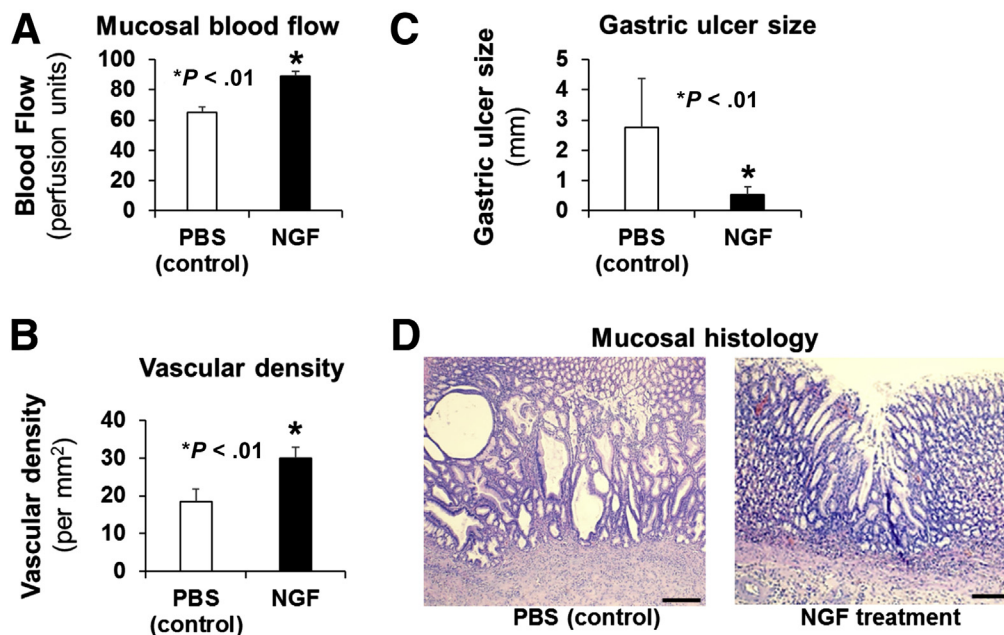 A
Mucosal blood flow
Blood Flow
(perfusion units)
100
80
60
40
20
0
*P < .01
*
PBS
(control)
NGF
B
Vascular density
Vascular density
(per mm²)
40
30
20
10
0
*P < .01
*
PBS
(control)
NGF
C
Gastric ulcer size
Gastric ulcer size
(mm)
5
4
3
2
1
0
*P < .01
*
PBS
(control)
NGF
D
Mucosal histology
PBS (control)
NGF treatment